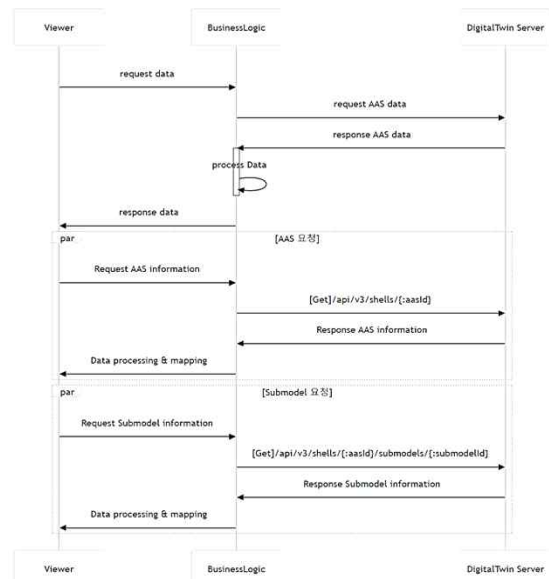 Viewer BusinessLogic DigitalTwin Server
request data
request AAS data
response AAS data
process Data
response data
par [AAS 요청]
Request AAS information
[Get]/api/v3/shells/{:aasId}
Response AAS information
Data processing & mapping
par [Submodel 요청]
Request Submodel information
[Get]/api/v3/shells/{:aasId}/submodels/{:submodelId]
Response Submodel information
Data processing & mapping
Viewer BusinessLogic DigitalTwin Server